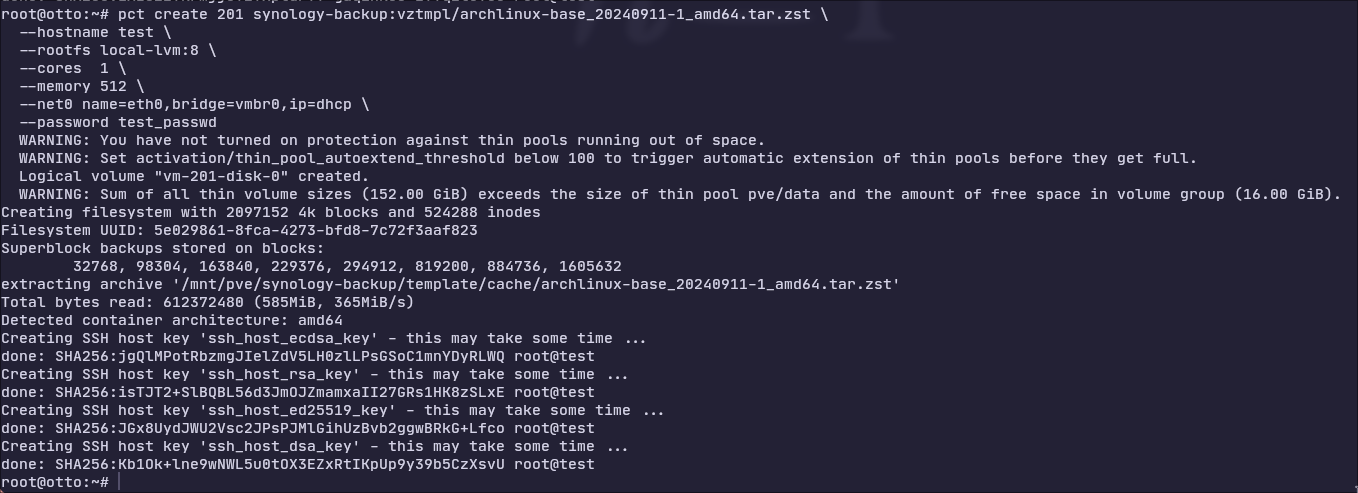 root@otto:~# pct create 201 synology-backup:vztmpl/archlinux-base_20240911-1_amd64.tar.zst \
  --hostname test \
  --rootfs local-lvm:8 \
  --cores  1 \
  --memory 512 \
  --net0 name=eth0,bridge=vmbr0,ip=dhcp \
  --password test_passwd
  WARNING: You have not turned on protection against thin pools running out of space.
  WARNING: Set activation/thin_pool_autoextend_threshold below 100 to trigger automatic extension of thin pools before they get full.
  Logical volume "vm-201-disk-0" created.
  WARNING: Sum of all thin volume sizes (152.00 GiB) exceeds the size of thin pool pve/data and the amount of free space in volume group (16.00 GiB).
Creating filesystem with 2097152 4k blocks and 524288 inodes
Filesystem UUID: 5e029861-8fca-4273-bfd8-7c72f3aaf823
Superblock backups stored on blocks:
        32768, 98304, 163840, 229376, 294912, 819200, 884736, 1605632
extracting archive '/mnt/pve/synology-backup/template/cache/archlinux-base_20240911-1_amd64.tar.zst'
Total bytes read: 612372480 (585MiB, 365MiB/s)
Detected container architecture: amd64
Creating SSH host key 'ssh_host_ecdsa_key' - this may take some time ...
done: SHA256:jgQlMPotRbzmgJIelZdV5LH0zlLPsGSoC1mnYDyRLWQ root@test
Creating SSH host key 'ssh_host_rsa_key' - this may take some time ...
done: SHA256:isTJT2+SlBQBL56d3JmOJZmamxaII27GRs1HK8zSLxE root@test
Creating SSH host key 'ssh_host_ed25519_key' - this may take some time ...
done: SHA256:JGx8UydJWU2Vsc2JPsPJMlGihUzBvb2ggwBRkG+Lfco root@test
Creating SSH host key 'ssh_host_dsa_key' - this may take some time ...
done: SHA256:Kb1Ok+lne9wNWL5u0tOX3EZxRtIKpUp9y39b5CzXsvU root@test
root@otto:~#